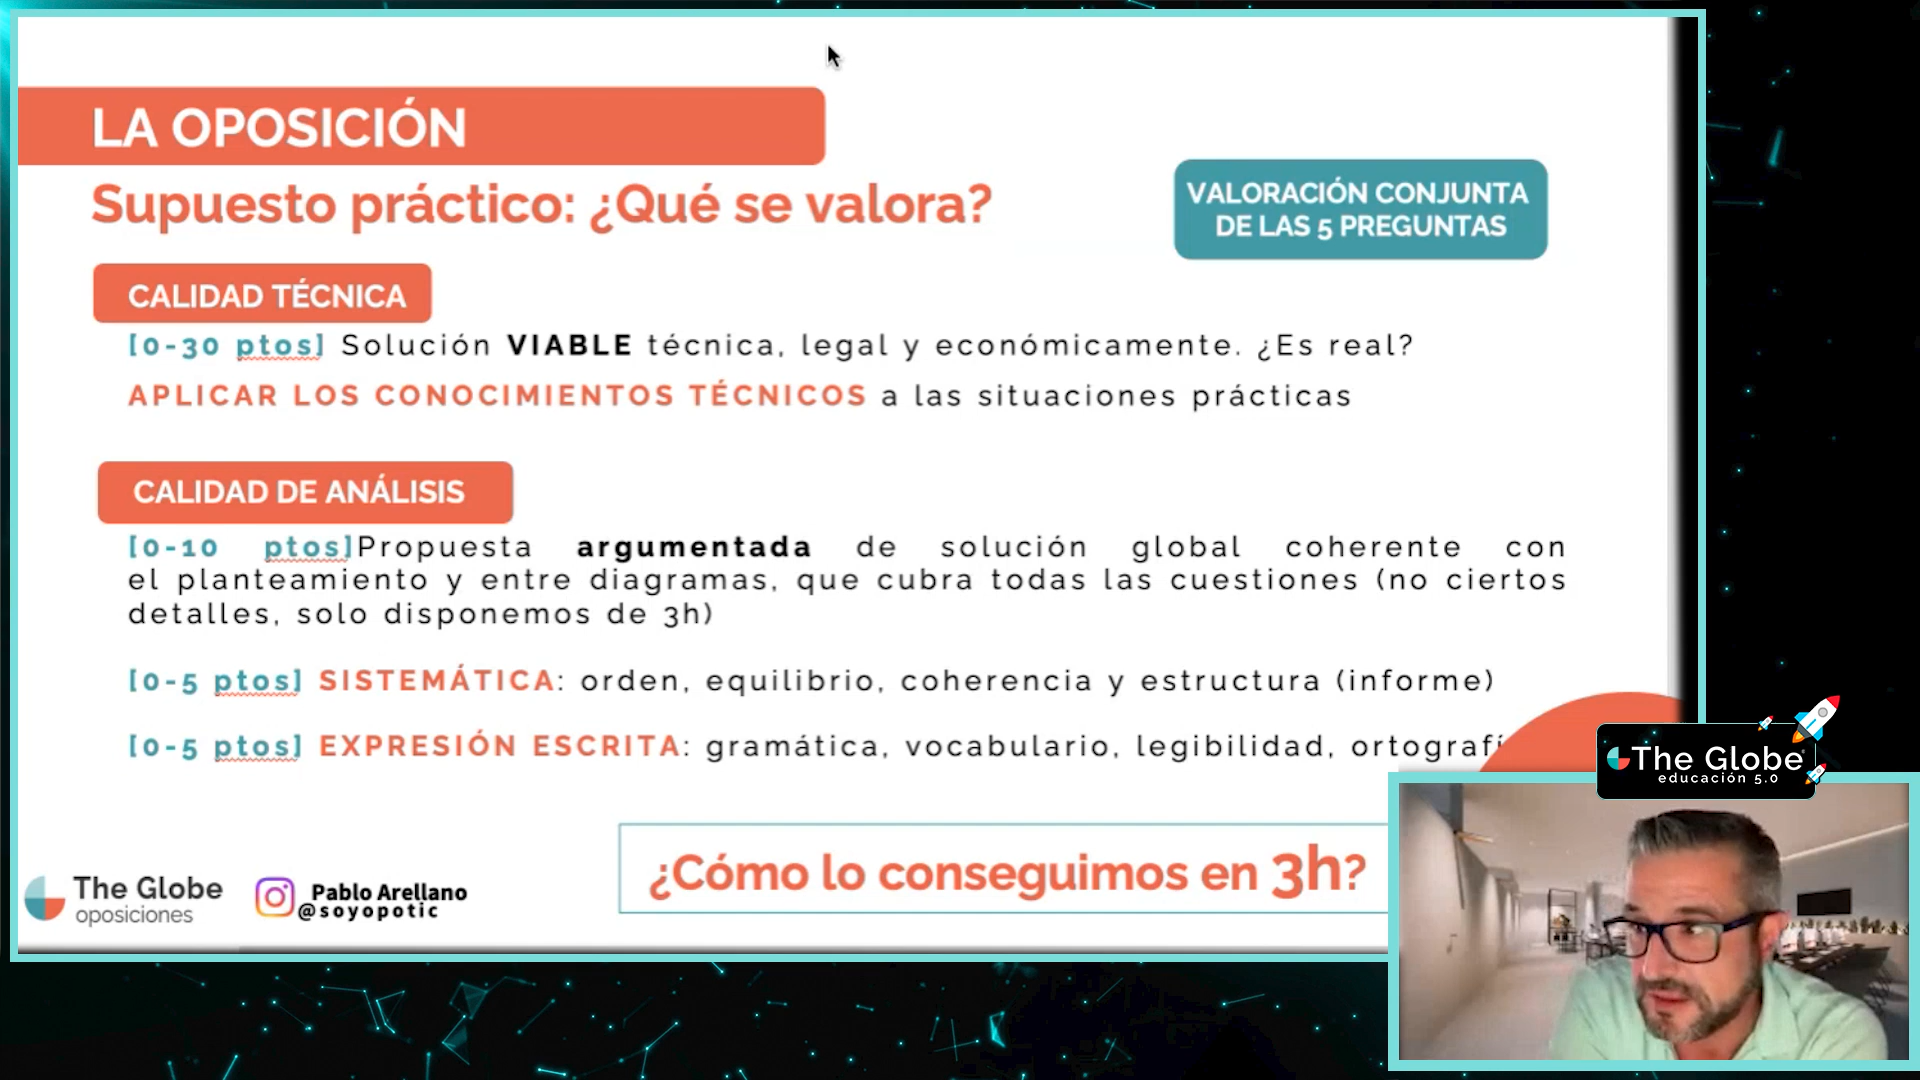 LA OPOSICIÓN
Supuesto práctico: ¿Qué se valora?
VALORACIÓN CONJUNTA
DE LAS 5 PREGUNTAS
CALIDAD TÉCNICA
[0-30 ptos] Solución VIABLE técnica, legal y económicamente. ¿Es real?
APLICAR LOS CONOCIMIENTOS TÉCNICOS a las situaciones prácticas
CALIDAD DE ANÁLISIS
[0-10 ptos]Propuesta argumentada de solución global coherente con
el planteamiento y entre diagramas, que cubra todas las cuestiones (no ciertos
detalles, solo disponemos de 3h)
[0-5 ptos] SISTEMÁTICA: orden, equilibrio, coherencia y estructura (informe)
[0-5 ptos] EXPRESIÓN ESCRITA: gramática, vocabulario, legibilidad, ortografí
¿Cómo lo conseguimos en 3h?
The Globe
oposiciones
Pablo Arellano
@soyopotic
The Globe
educación 5.0